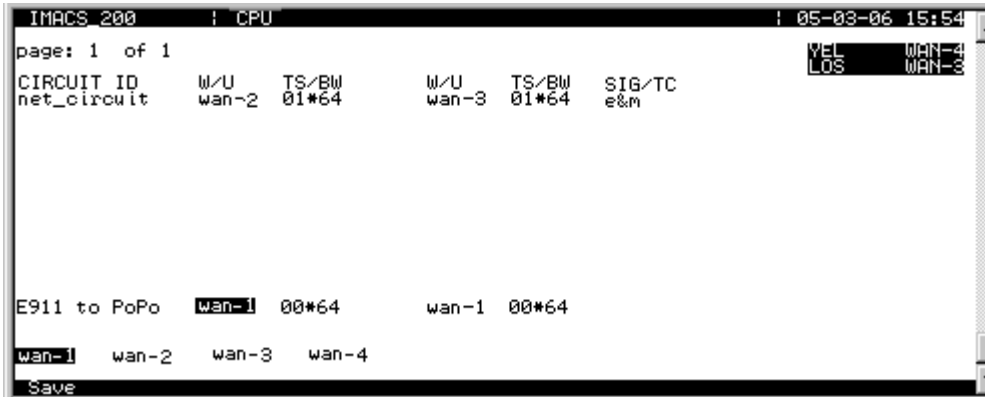 IMACS_200 | CPU | 05-03-06 15:54
page: 1 of 1 YEL WAN-4
LOS WAN-3
CIRCUIT ID W/U TS/BW W/U TS/BW SIG/TC
net_circuit wan-2 01*64 wan-3 01*64 e&m
E911 to PoPo wan-1 00*64 wan-1 00*64
wan-1 wan-2 wan-3 wan-4
Save